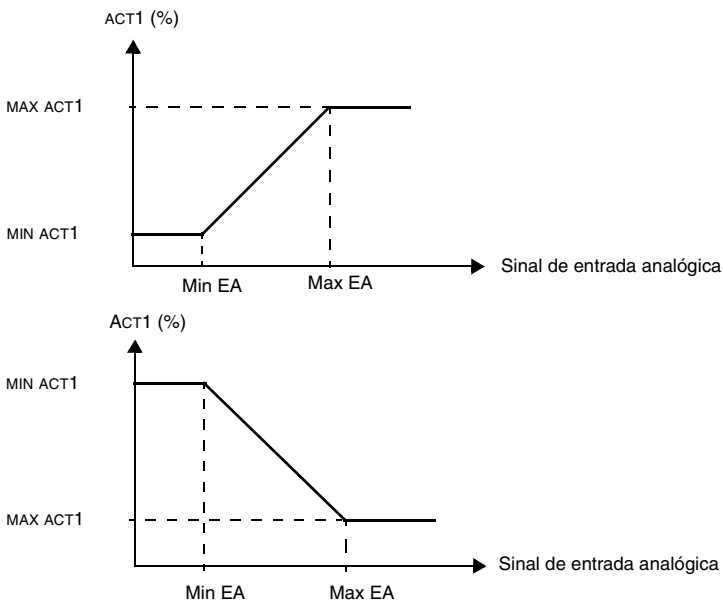 ACT1 (%)
MAX ACT1
MIN ACT1
Sinal de entrada analógica
Min EA
Max EA
ACT1 (%)
MIN ACT1
MAX ACT1
Sinal de entrada analógica
Min EA
Max EA